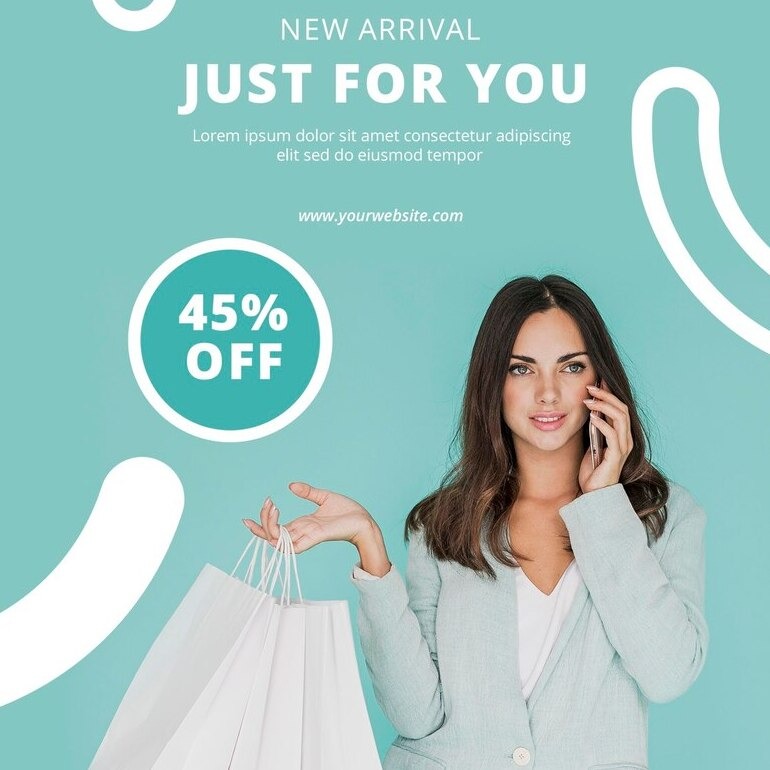 NEW ARRIVAL
JUST FOR YOU
Lorem ipsum dolor sit amet consectetur adipiscing
elit sed do eiusmod tempor
www.yourwebsite.com
45%
OFF